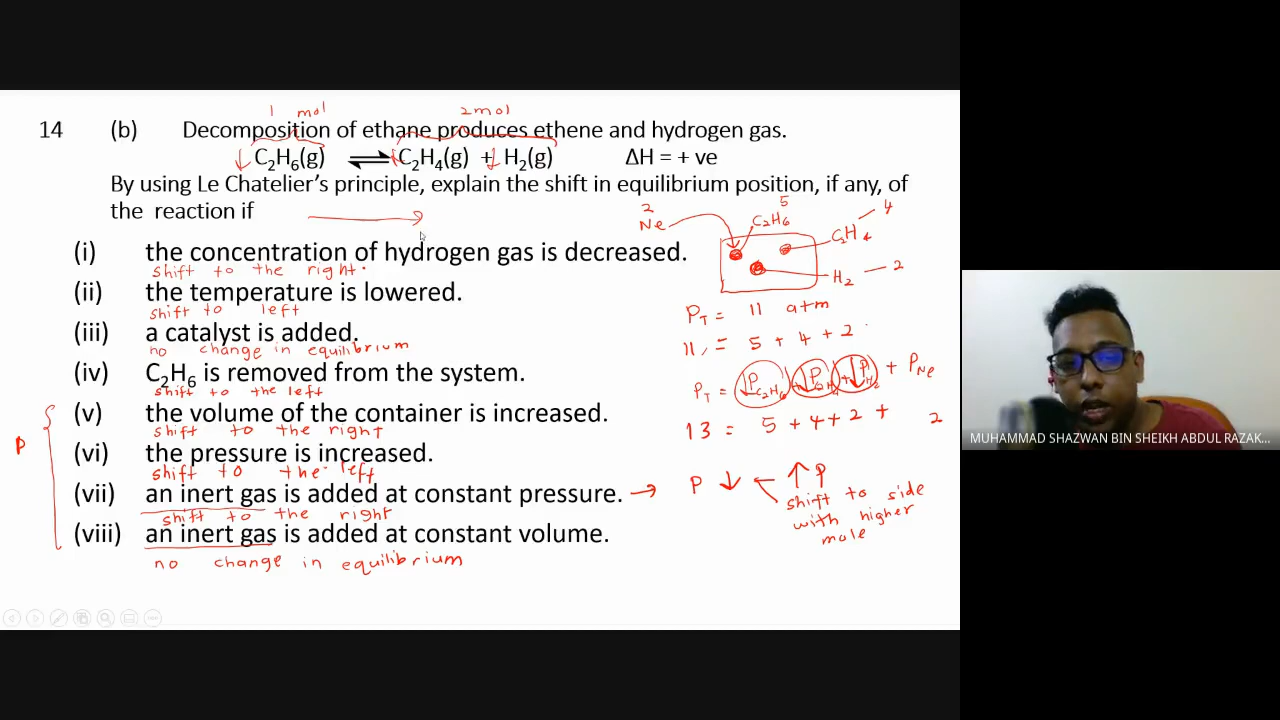 1 mol 2mol
14 (b) Decomposition of ethane produces ethene and hydrogen gas.
↓ C₂H₆(g) ⇌ C₂H₄(g) + ↓ H₂(g) ΔH = + ve
By using Le Chatelier’s principle, explain the shift in equilibrium position, if any, of
the reaction if
(i) the concentration of hydrogen gas is decreased.
shift to the right.
(ii) the temperature is lowered.
shift to left
(iii) a catalyst is added.
no change in equilibrium
(iv) C₂H₆ is removed from the system.
shift to the left
(v) the volume of the container is increased.
shift to the right
P
(vi) the pressure is increased.
shift to the left
(vii) an inert gas is added at constant pressure. →
shift to the right
(viii) an inert gas is added at constant volume.
no change in equilibrium
2 5 4
Ne C₂H₆
C₂H₄
H₂ — 2
PT = 11 atm
11 = 5 + 4 + 2
PT = ↓P C₂H₆ + ↓P C₂H₄ + ↓P H₂ + PNe
13 = 5 + 4 + 2 + 2
P ↓ ← ↑ P
shift to side
with higher
mole
MUHAMMAD SHAZWAN BIN SHEIKH ABDUL RAZAK...